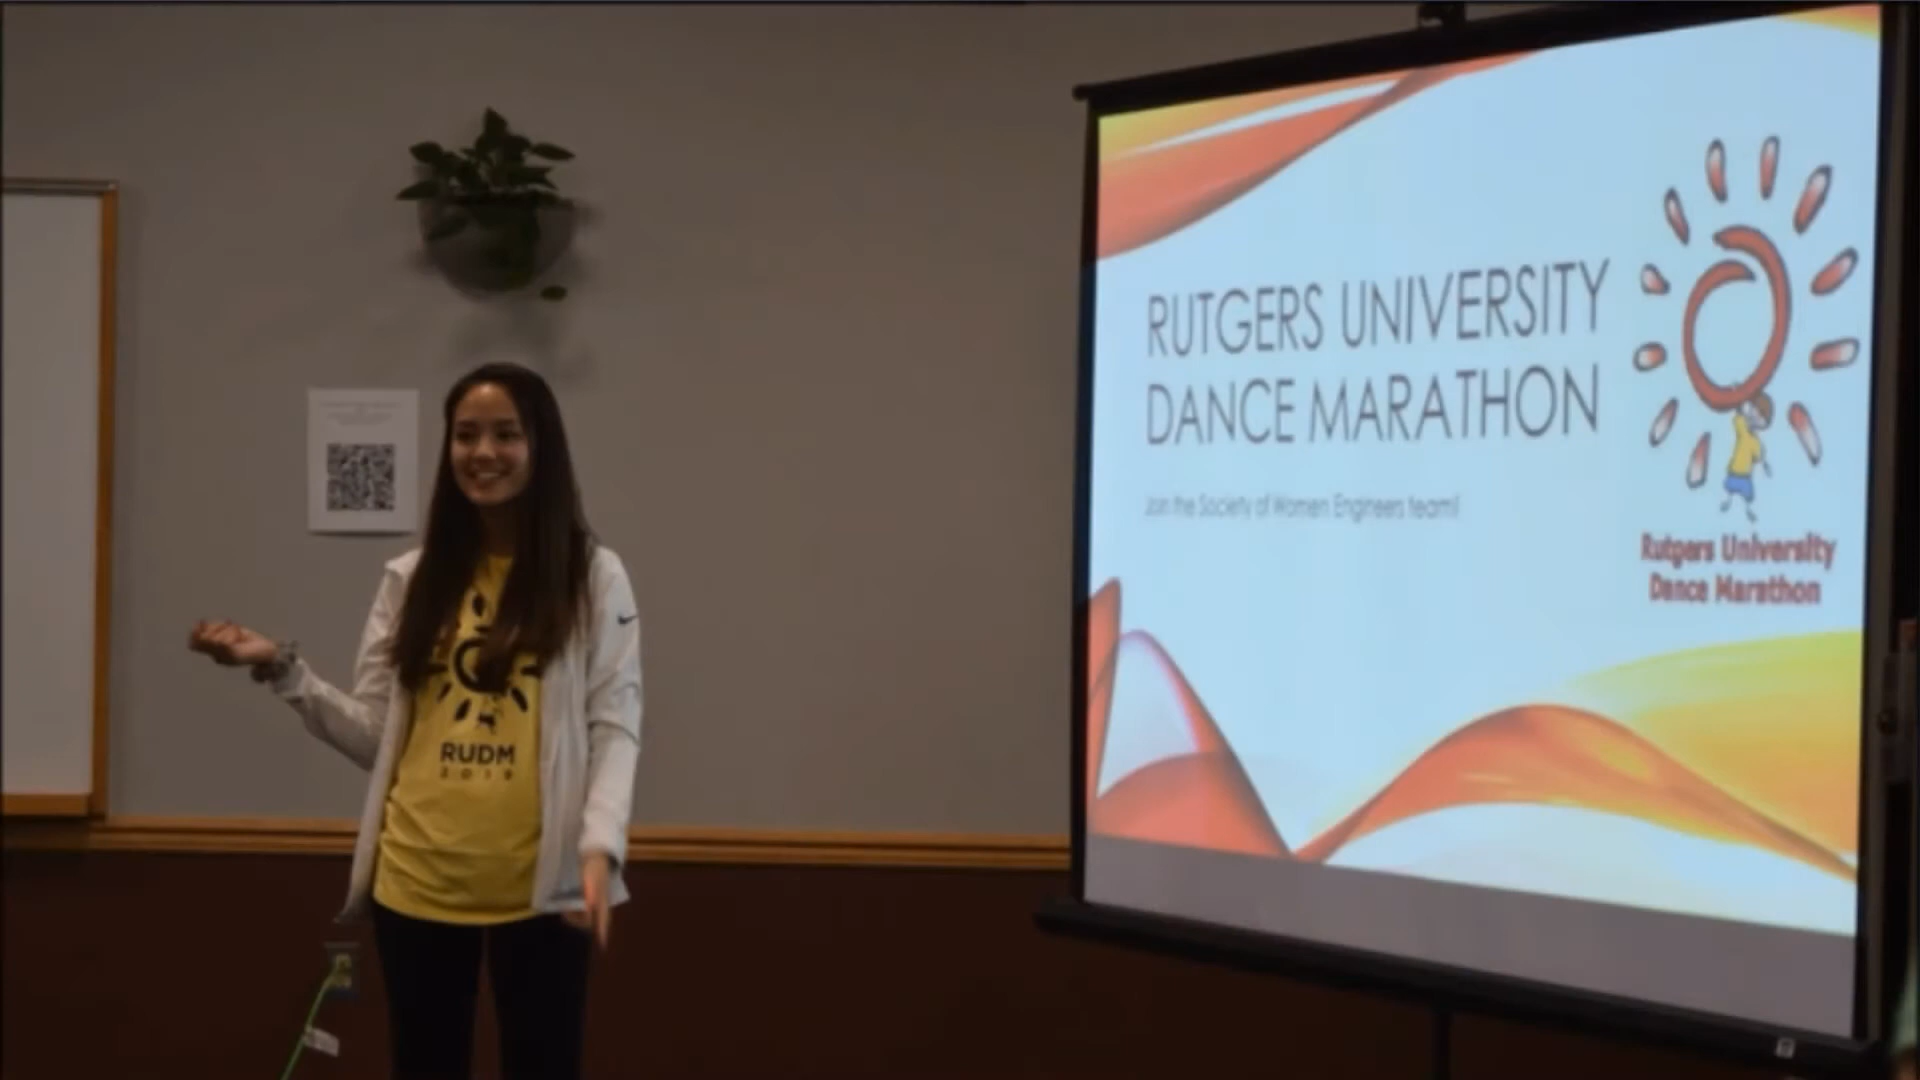 RUTGERS UNIVERSITY
DANCE MARATHON
Join the Society of Women Engineers team!
Rutgers University
Dance Marathon
RUDM
2019